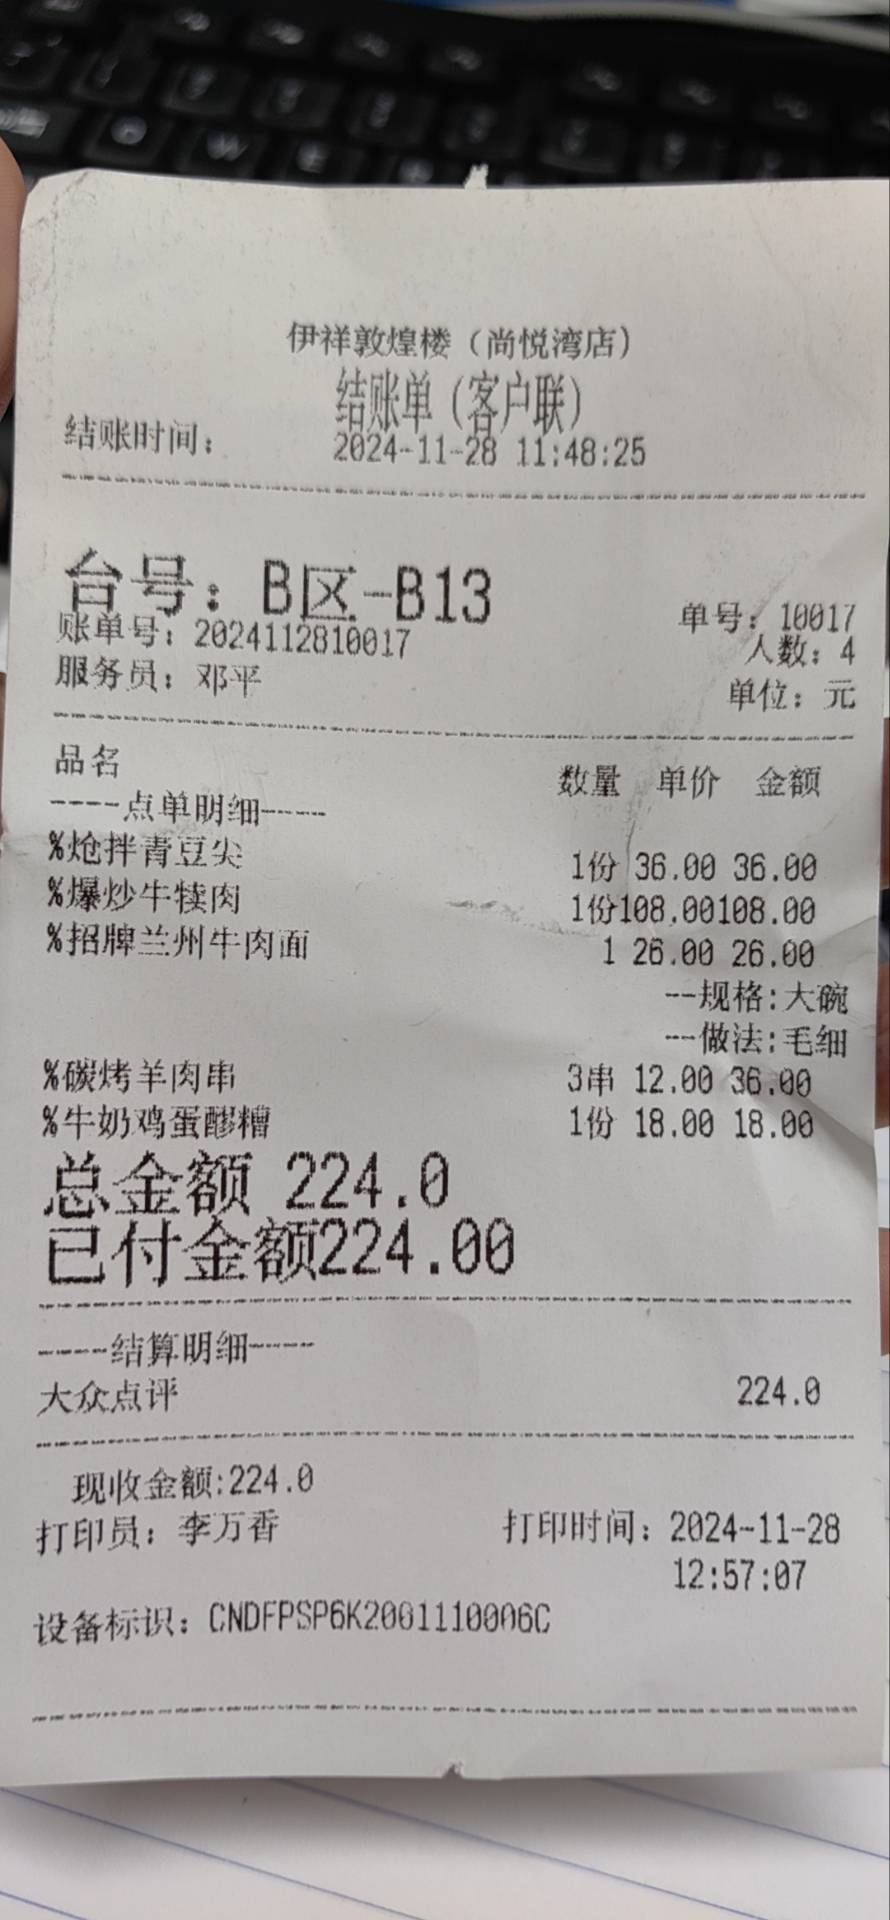 伊祥敦煌楼（尚悦湾店）
结账单（客户联）
结账时间： 2024-11-28 11:48:25
台号：B区-B13
单号：10017
账单号：2024112810017
人数：4
服务员：邓平
单位：元
品名 数量 单价 金额
----点单明细----
%炝拌青豆尖 1份 36.00 36.00
%爆炒牛犊肉 1份108.00108.00
%招牌兰州牛肉面 1 26.00 26.00
--规格:大碗
--做法:毛细
%碳烤羊肉串 3串 12.00 36.00
%牛奶鸡蛋醪糟 1份 18.00 18.00
总金额 224.0
已付金额224.00
----结算明细----
大众点评 224.0
现收金额:224.0
打印员：李万香 打印时间：2024-11-28
12:57:07
设备标识：CNDFPSP6K2001110006C